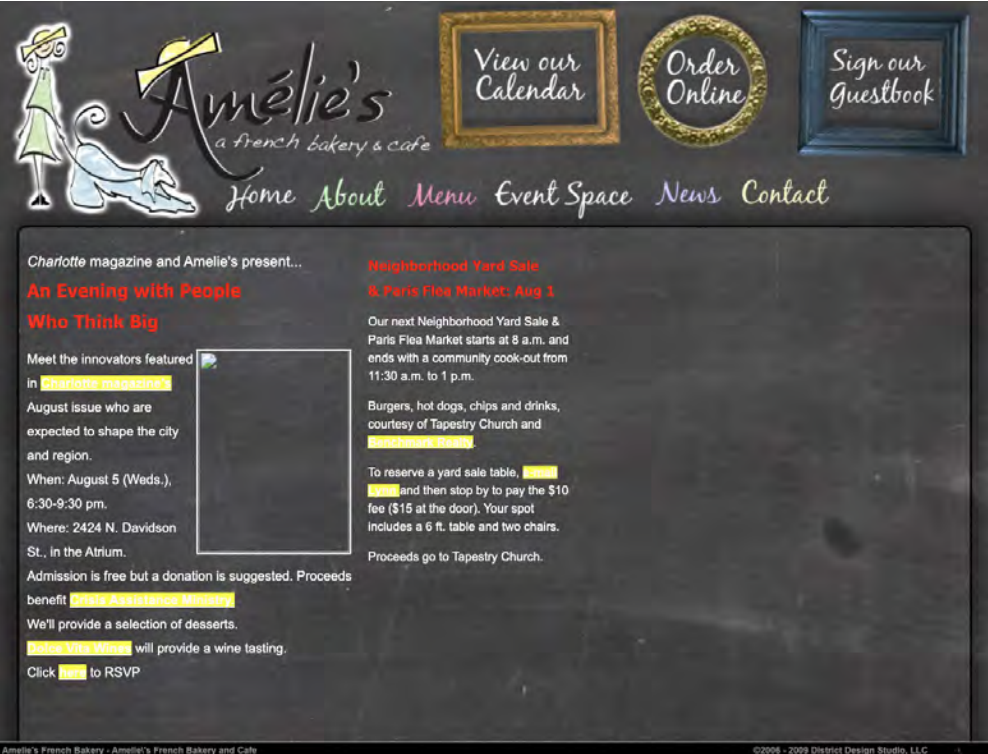 Amélie's
a french bakery & cafe
View our
Calendar
Order
Online
Sign our
Guestbook
Home About Menu Event Space News Contact
Charlotte magazine and Amelie's present...
An Evening with People
Who Think Big
Meet the innovators featured
in Charlotte magazine's
August issue who are
expected to shape the city
and region.
When: August 5 (Weds.),
6:30-9:30 pm.
Where: 2424 N. Davidson
St., in the Atrium.
Admission is free but a donation is suggested. Proceeds
benefit Crisis Assistance Ministry.
We'll provide a selection of desserts.
Dolce Vita Wines will provide a wine tasting.
Click here to RSVP
Neighborhood Yard Sale
& Paris Flea Market: Aug 1
Our next Neighborhood Yard Sale &
Paris Flea Market starts at 8 a.m. and
ends with a community cook-out from
11:30 a.m. to 1 p.m.
Burgers, hot dogs, chips and drinks,
courtesy of Tapestry Church and
Benchmark Realty.
To reserve a yard sale table, e-mail
Lynn and then stop by to pay the $10
fee ($15 at the door). Your spot
includes a 6 ft. table and two chairs.
Proceeds go to Tapestry Church.
Amelie's French Bakery - Amelie\'s French Bakery and Cafe
©2006 - 2009 District Design Studio, LLC